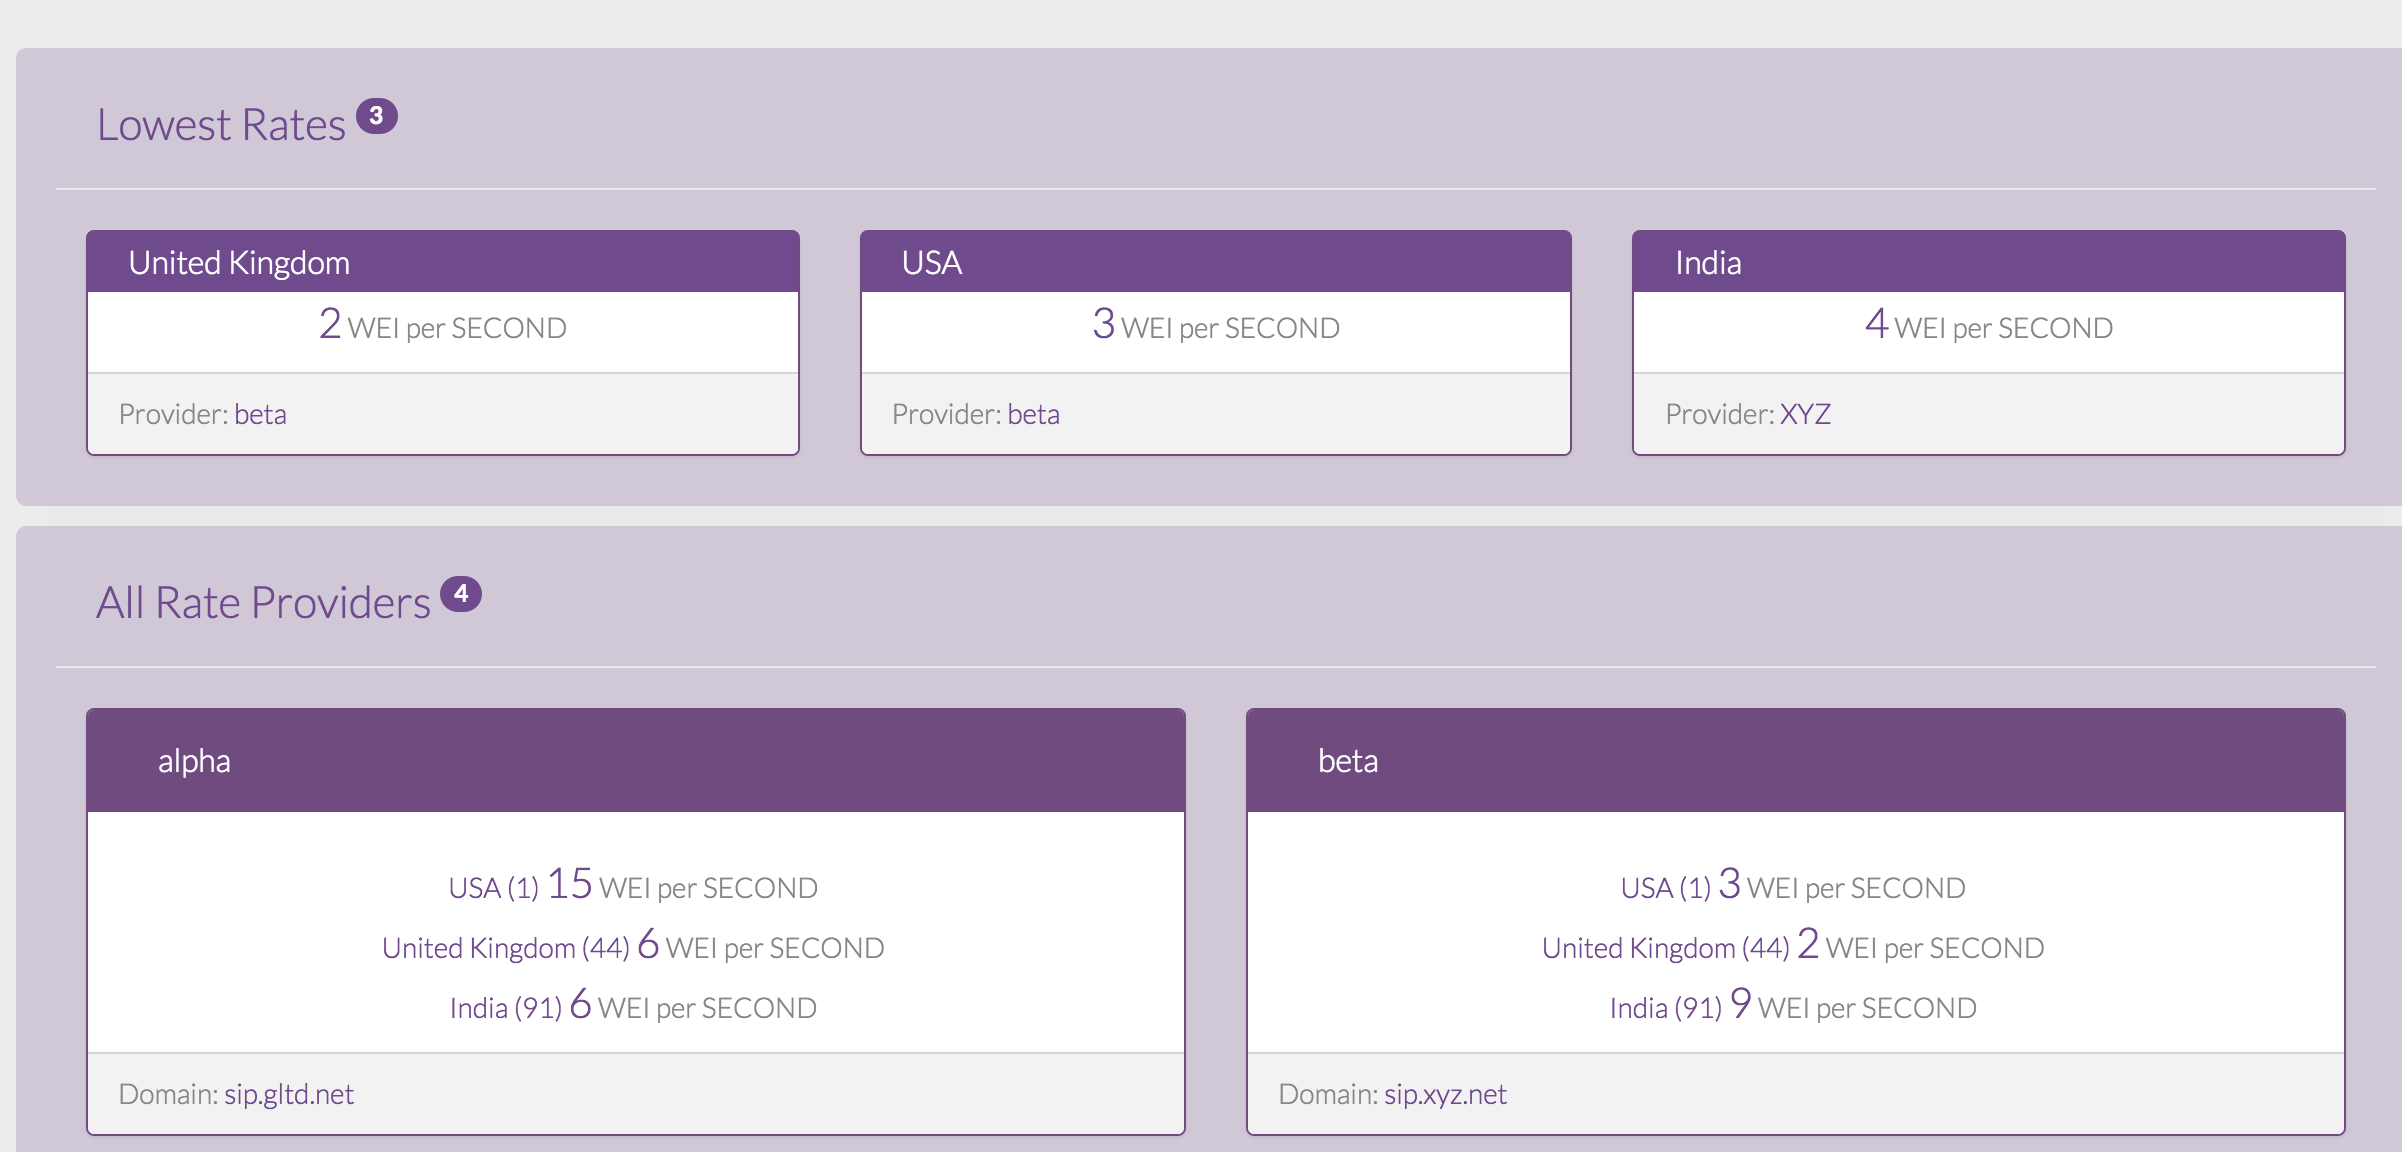 Lowest Rates 3
United Kingdom
2 WEI per SECOND
Provider: beta
USA
3 WEI per SECOND
Provider: beta
India
4 WEI per SECOND
Provider: XYZ
All Rate Providers 4
alpha
USA (1) 15 WEI per SECOND
United Kingdom (44) 6 WEI per SECOND
India (91) 6 WEI per SECOND
Domain: sip.gltd.net
beta
USA (1) 3 WEI per SECOND
United Kingdom (44) 2 WEI per SECOND
India (91) 9 WEI per SECOND
Domain: sip.xyz.net